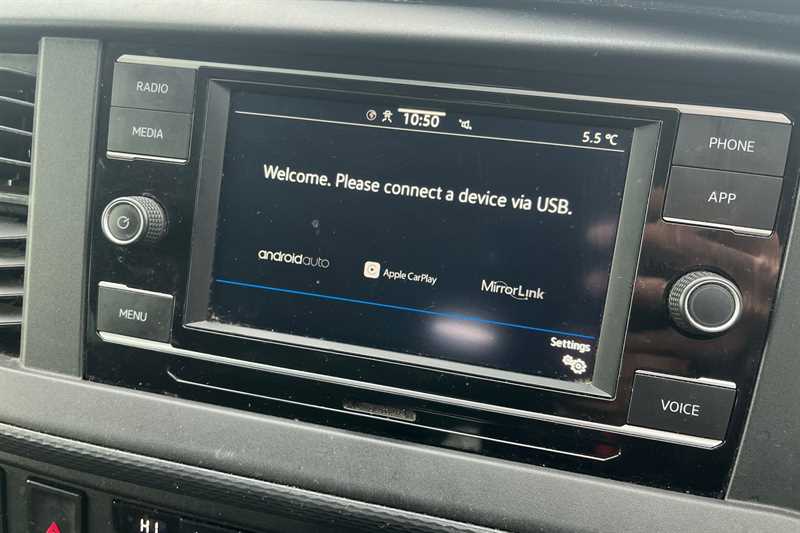 RADIO
MEDIA
10:50
5.5 °C
PHONE
APP
Welcome. Please connect a device via USB.
androidauto
Apple CarPlay
MirrorLink
MENU
Settings
VOICE
HI